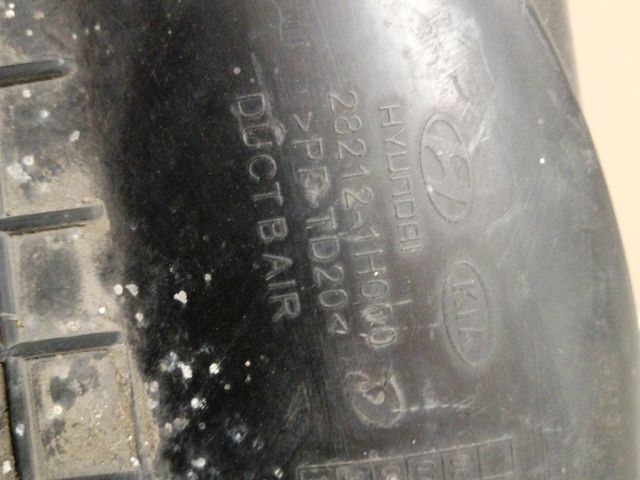 HYUNDAI
KIA
28212-1H000
>PP-TD20<
DUCT B AIR